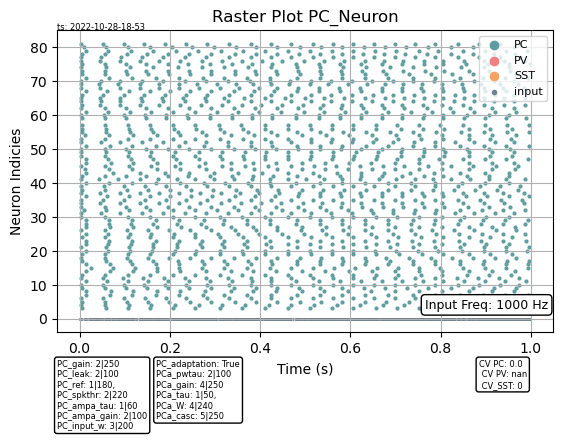 Raster Plot PC_Neuron
ts: 2022-10-28-18-53
PC
PV
SST
input
80
70
60
50
40
30
20
10
0
Neuron Indicies
Input Freq: 1000 Hz
0.0 0.2 0.4 0.6 0.8 1.0
Time (s)
PC_gain: 2|250
PC_leak: 2|100
PC_ref: 1|180,
PC_spkthr: 2|220
PC_ampa_tau: 1|60
PC_ampa_gain: 2|100
PC_input_w: 3|200
PC_adaptation: True
PCa_pwtau: 2|100
PCa_gain: 4|250
PCa_tau: 1|50,
PCa_W: 4|240
PCa_casc: 5|250
CV PC: 0.0
CV PV: nan
CV_SST: 0